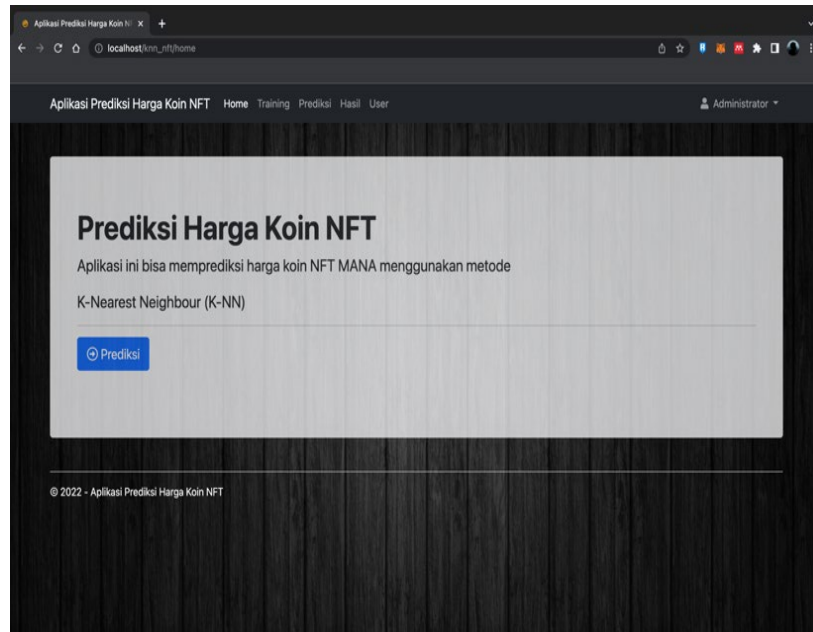 Aplikasi Prediksi Harga Koin N
localhost/knn_nft/home
Aplikasi Prediksi Harga Koin NFT Home Training Prediksi Hasil User Administrator
Prediksi Harga Koin NFT
Aplikasi ini bisa memprediksi harga koin NFT MANA menggunakan metode
K-Nearest Neighbour (K-NN)
Prediksi
© 2022 - Aplikasi Prediksi Harga Koin NFT